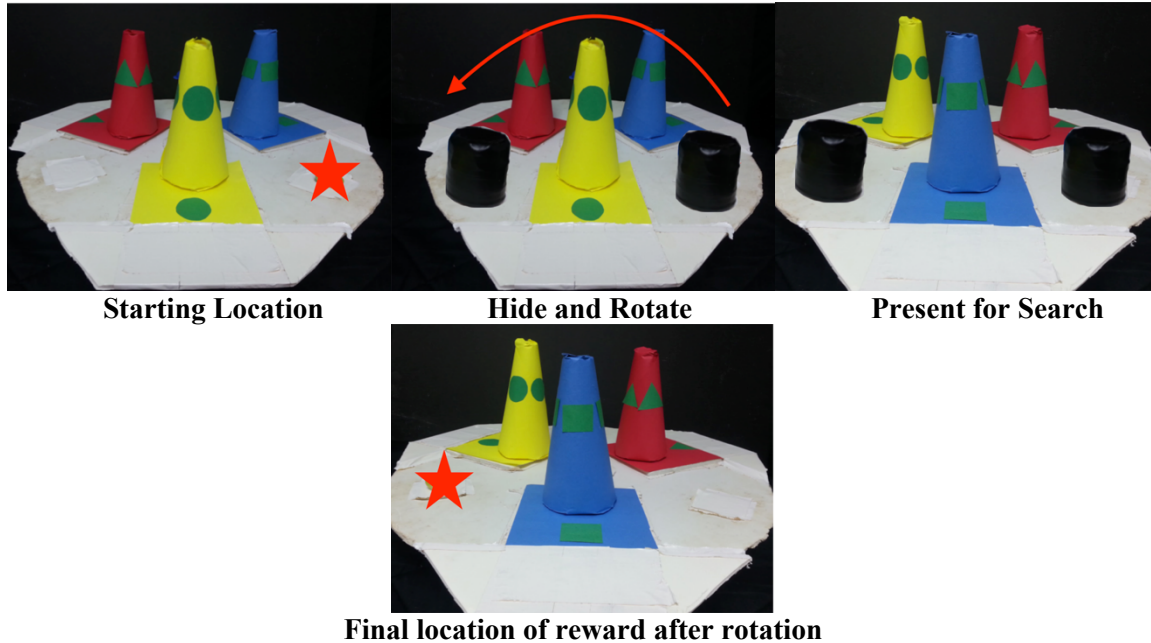 Starting Location
Hide and Rotate
Present for Search
Final location of reward after rotation